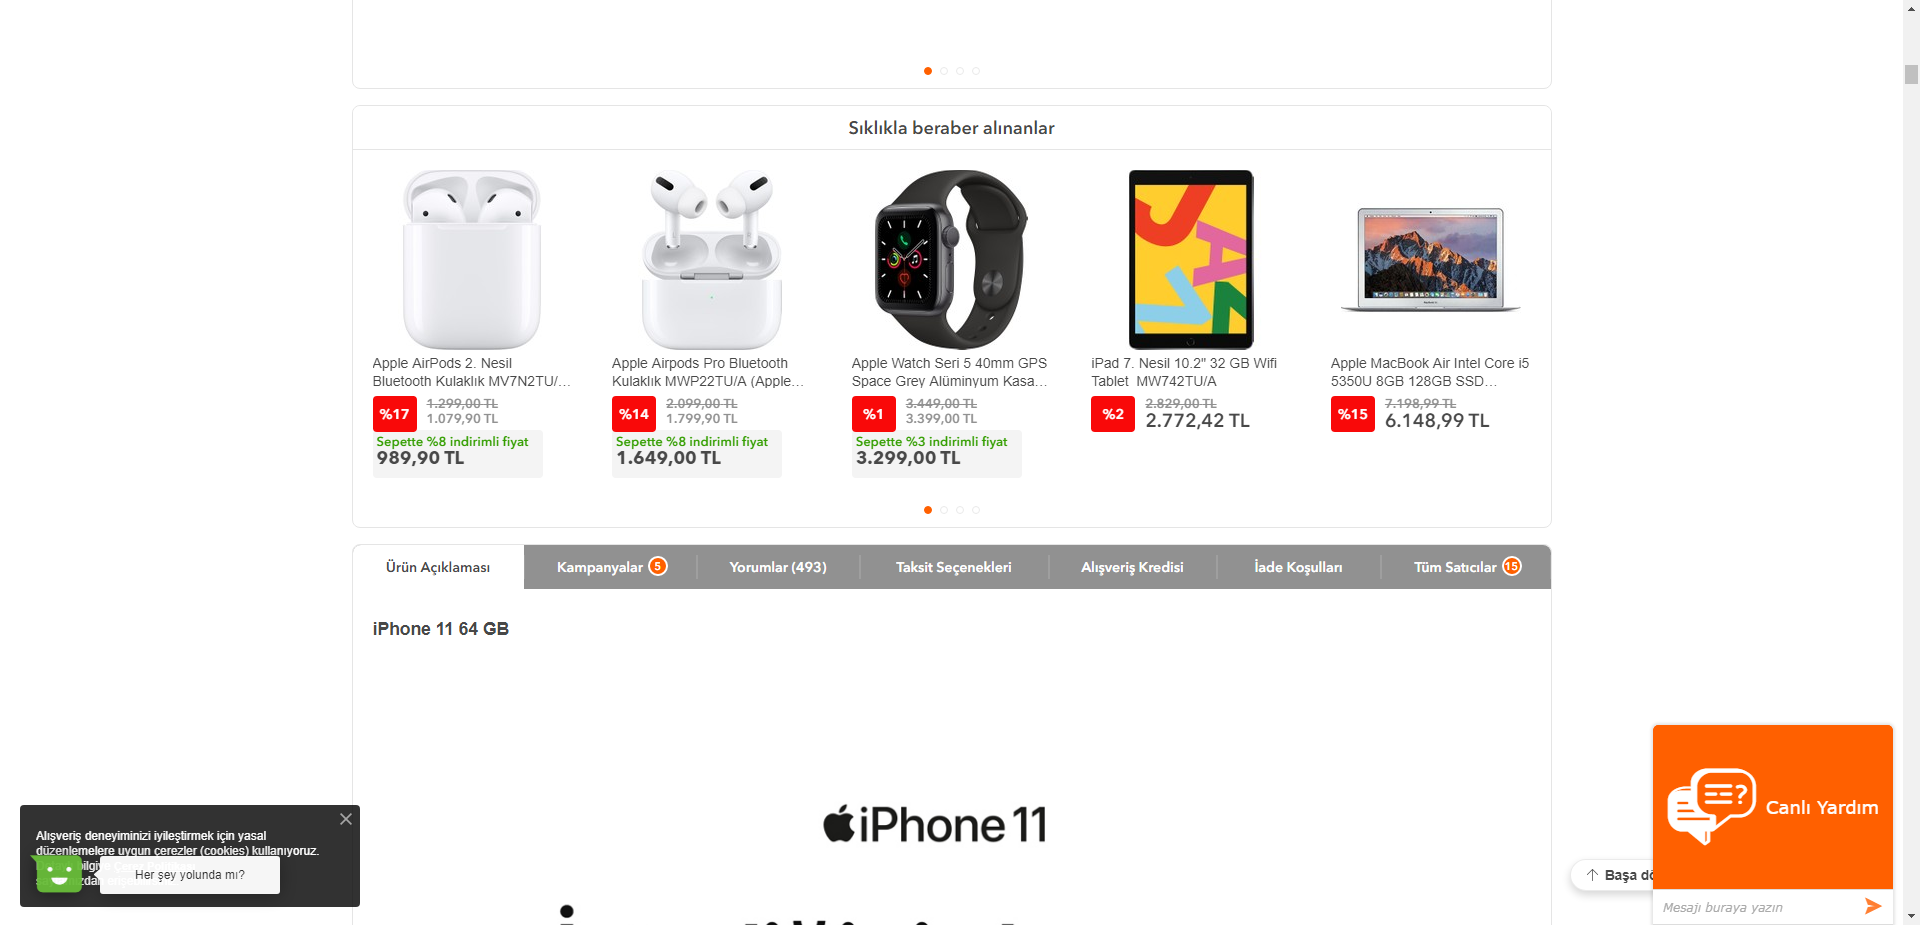 Sıklıkla beraber alınanlar
Apple AirPods 2. Nesil
Bluetooth Kulaklık MV7N2TU/...
%17
1.299,00 TL
1.079,90 TL
Sepette %8 indirimli fiyat
989,90 TL
Apple Airpods Pro Bluetooth
Kulaklık MWP22TU/A (Apple...
%14
2.099,00 TL
1.799,90 TL
Sepette %8 indirimli fiyat
1.649,00 TL
Apple Watch Seri 5 40mm GPS
Space Grey Alüminyum Kasa...
%1
3.449,00 TL
3.399,00 TL
Sepette %3 indirimli fiyat
3.299,00 TL
iPad 7. Nesil 10.2" 32 GB Wifi
Tablet MW742TU/A
%2
2.829,00 TL
2.772,42 TL
Apple MacBook Air Intel Core i5
5350U 8GB 128GB SSD...
%15
7.198,99 TL
6.148,99 TL
Ürün Açıklaması
Kampanyalar 5
Yorumlar (493)
Taksit Seçenekleri
Alışveriş Kredisi
İade Koşulları
Tüm Satıcılar 15
iPhone 11 64 GB
iPhone 11
Alışveriş deneyiminizi iyileştirmek için yasal
düzenlemelere uygun çerezler (cookies) kullanıyoruz.
Her şey yolunda mı?
Başa
Canlı Yardım
Mesajı buraya yazın